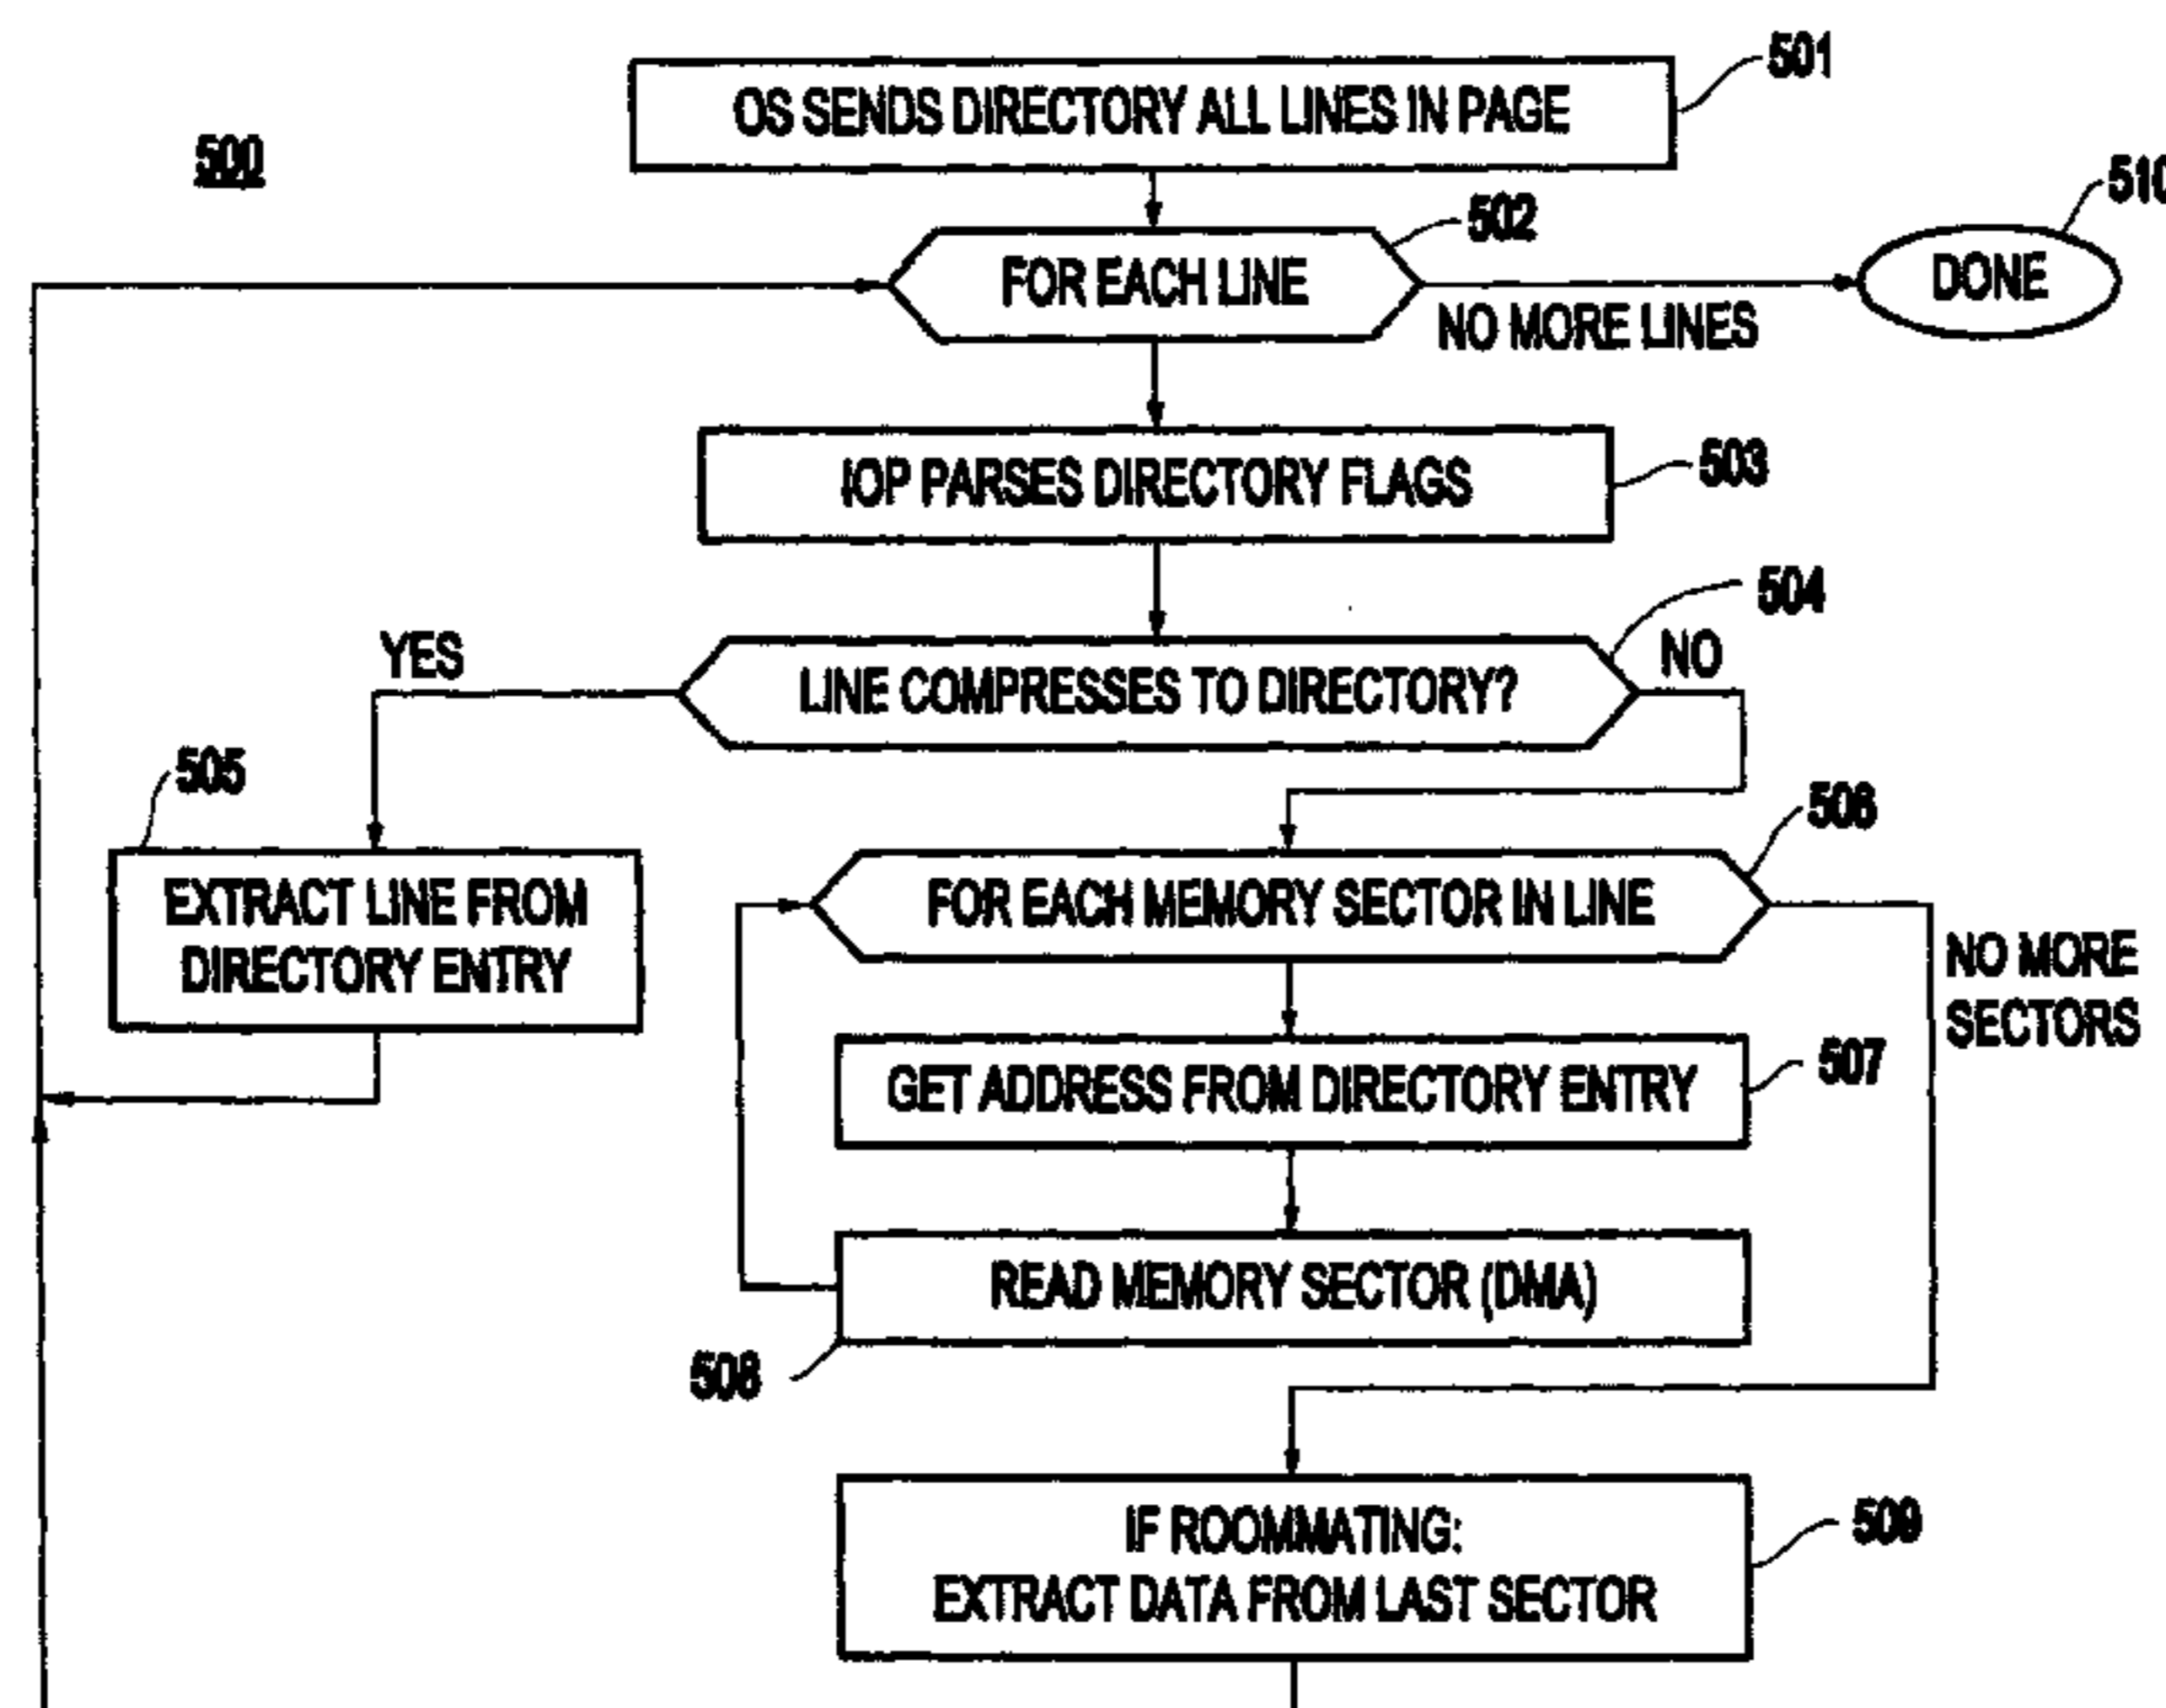 501
OS SENDS DIRECTORY ALL LINES IN PAGE
500
510
502
FOR EACH LINE
DONE
NO MORE LINES
IOP PARSES DIRECTORY FLAGS
503
504
YES
NO
LINE COMPRESSES TO DIRECTORY?
505
506
EXTRACT LINE FROM
DIRECTORY ENTRY
FOR EACH MEMORY SECTOR IN LINE
NO MORE
SECTORS
507
GET ADDRESS FROM DIRECTORY ENTRY
READ MEMORY SECTOR (DMA)
508
IF ROOMMATING:
EXTRACT DATA FROM LAST SECTOR
509